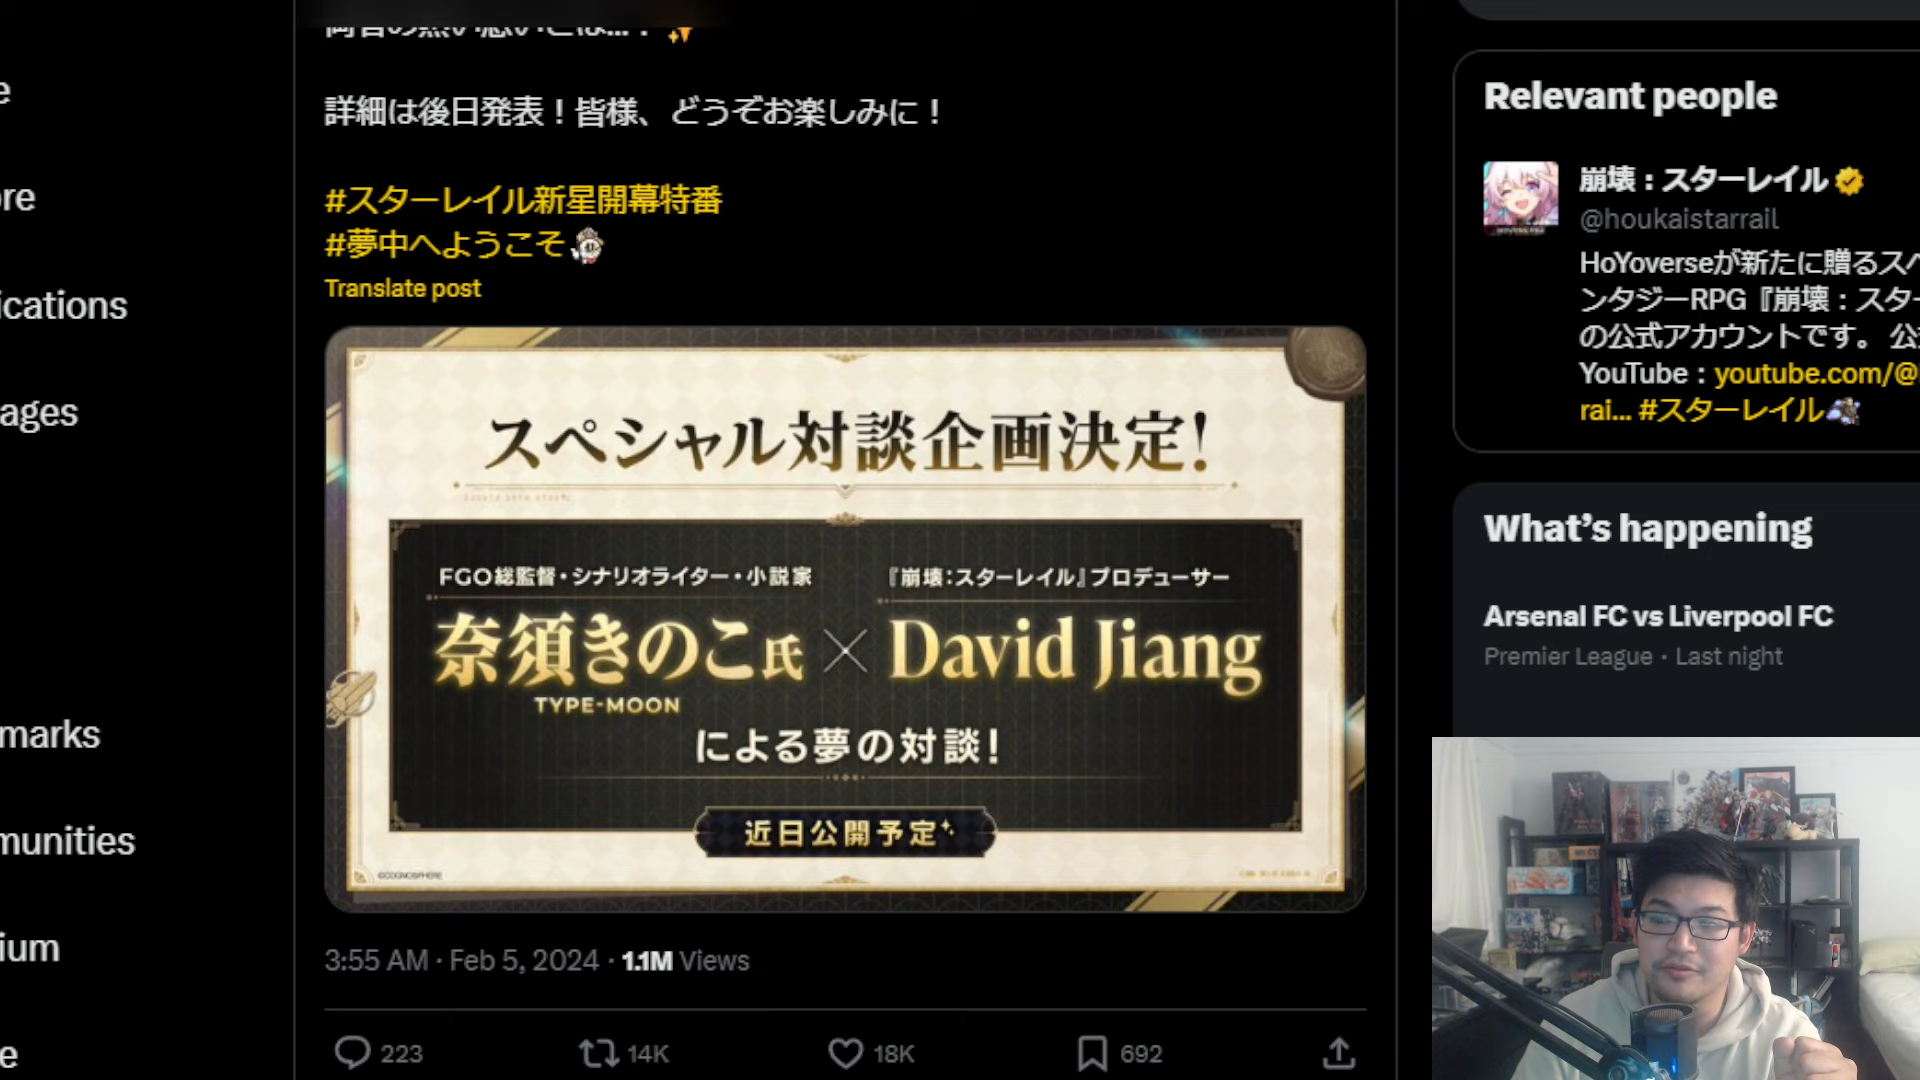 詳細は後日発表！皆様、どうぞお楽しみに！
#スターレイル新星開幕特番
#夢中へようこそ
Translate post
スペシャル対談企画決定！
FGO総監督・シナリオライター・小説家
奈須きのこ氏
TYPE-MOON
×
『崩壊：スターレイル』プロデューサー
David Jiang
による夢の対談！
近日公開予定
©COGNOSPHERE
3:55 AM · Feb 5, 2024 · 1.1M Views
223
14K
18K
692
e
ore
ications
ages
marks
munities
ium
e
Relevant people
崩壊：スターレイル
@houkaistarrail
HoYoverseが新たに贈るスペ
ンタジーRPG『崩壊：スター
の公式アカウントです。 公
YouTube：youtube.com/@
rai... #スターレイル
What's happening
Arsenal FC vs Liverpool FC
Premier League · Last night